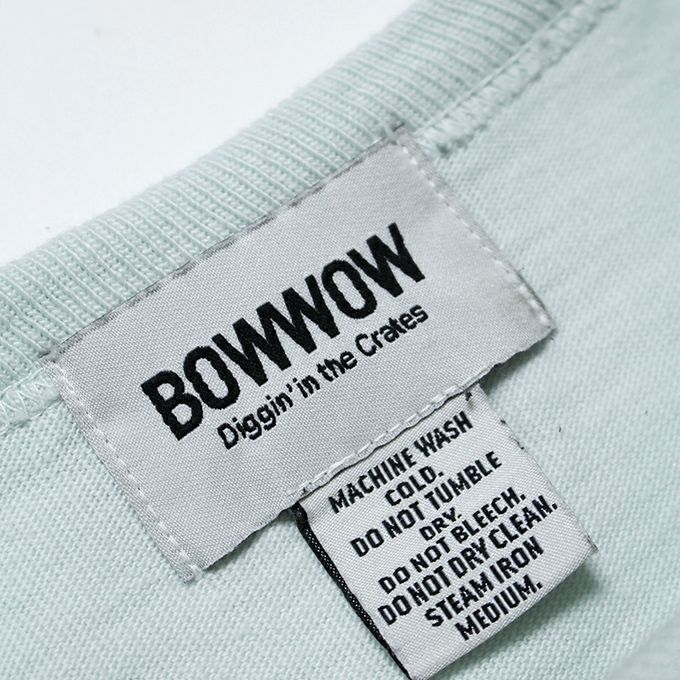 BOWWOW
Diggin' in the Crates
MACHINE WASH
COLD.
DO NOT TUMBLE
DRY.
DO NOT BLEECH.
DO NOT DRY CLEAN.
STEAM IRON
MEDIUM.